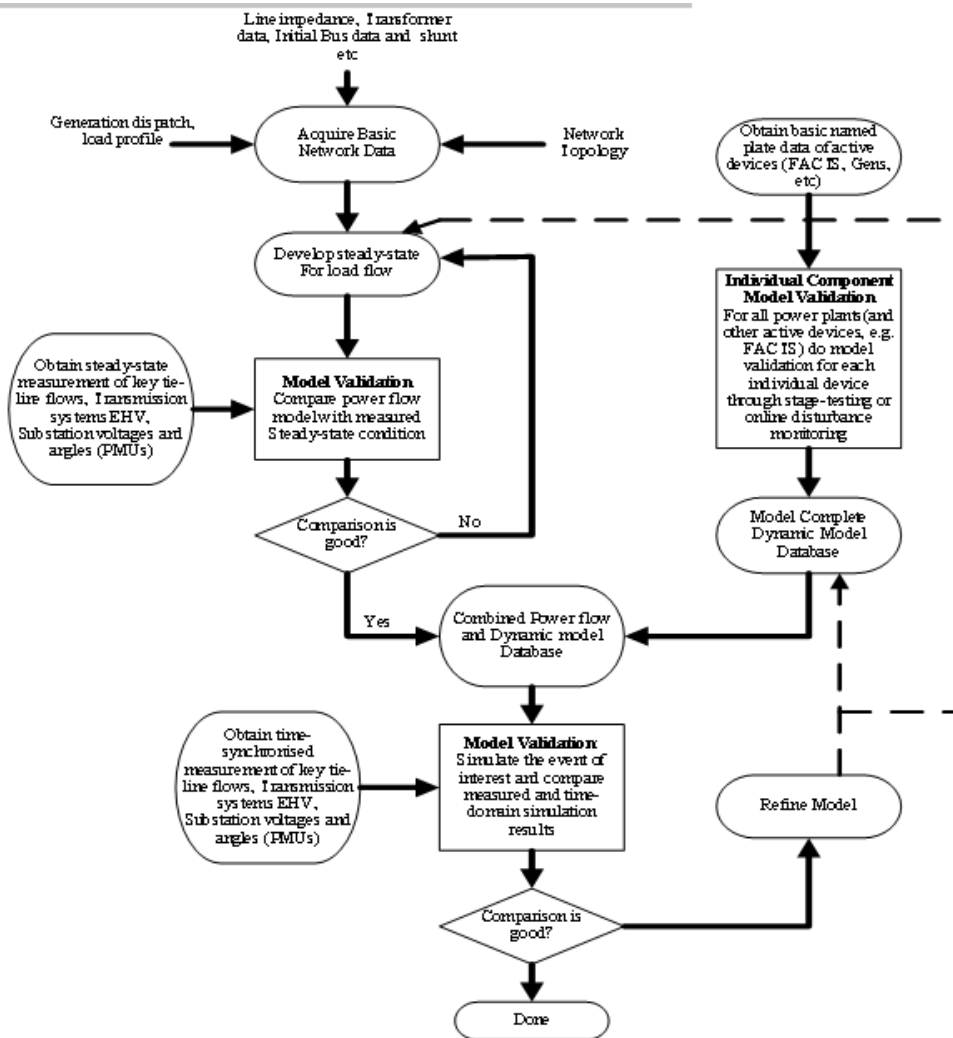 Line impedance, Transformer
data, Initial Bus data and shunt
etc
Generation dispatch,
load profile
Acquire Basic
Network Data
Network
Topology
Obtain basic named
plate data of active
devices (FACTS, Gens,
etc)
Develop steady-state
For load flow
Individual Component
Model Validation
For all power plants(and
other active devices, e.g.
FACTS) do model
validation for each
individual device
through stage-testing or
online disturbance
monitoring
Obtain steady-state
measurement of key tie-
line flows, Transmission
systems EHV,
Substation voltages and
angles (PMUs)
Model Validation
Compare power flow
model with measured
Steady-state condition
Comparison is
good?
No
Yes
Model Complete
Dynamic Model
Database
Combined Power flow
and Dynamic model
Database
Obtain time-
synchronised
measurement of key tie-
line flows, Transmission
systems EHV,
Substation voltages and
angles (PMUs)
Model Validation
Simulate the event of
interest and compare
measured and time-
domain simulation
results
Refine Model
Comparison is
good?
Done